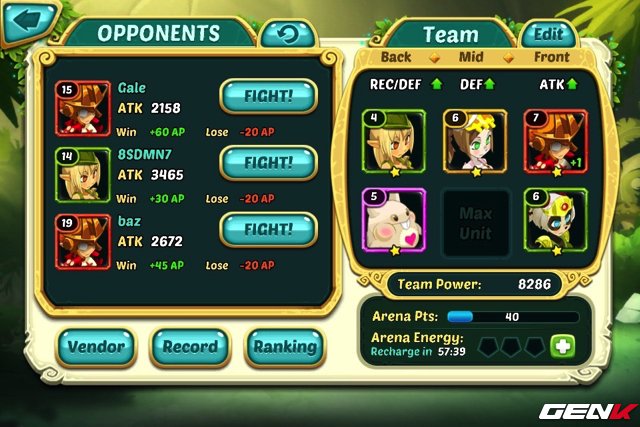 OPPONENTS
15
Gale
ATK 2158
FIGHT!
Win +60 AP Lose -20 AP
14
8SDMN7
ATK 3465
FIGHT!
Win +30 AP Lose -20 AP
19
baz
ATK 2672
FIGHT!
Win +45 AP Lose -20 AP
Vendor Record Ranking
Team Edit
Back Mid Front
REC/DEF DEF ATK
4 6 7
+1
5 Max Unit 6
Team Power: 8286
Arena Pts: 40
Arena Energy:
Recharge in 57:39
GENK